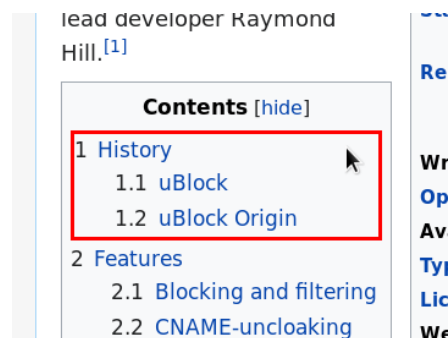 lead developer Raymond
Hill.[1]
Contents [hide]
1 History
1.1 uBlock
1.2 uBlock Origin
2 Features
2.1 Blocking and filtering
2.2 CNAME-uncloaking
Re
Wr
Op
Av
Typ
Lic
We